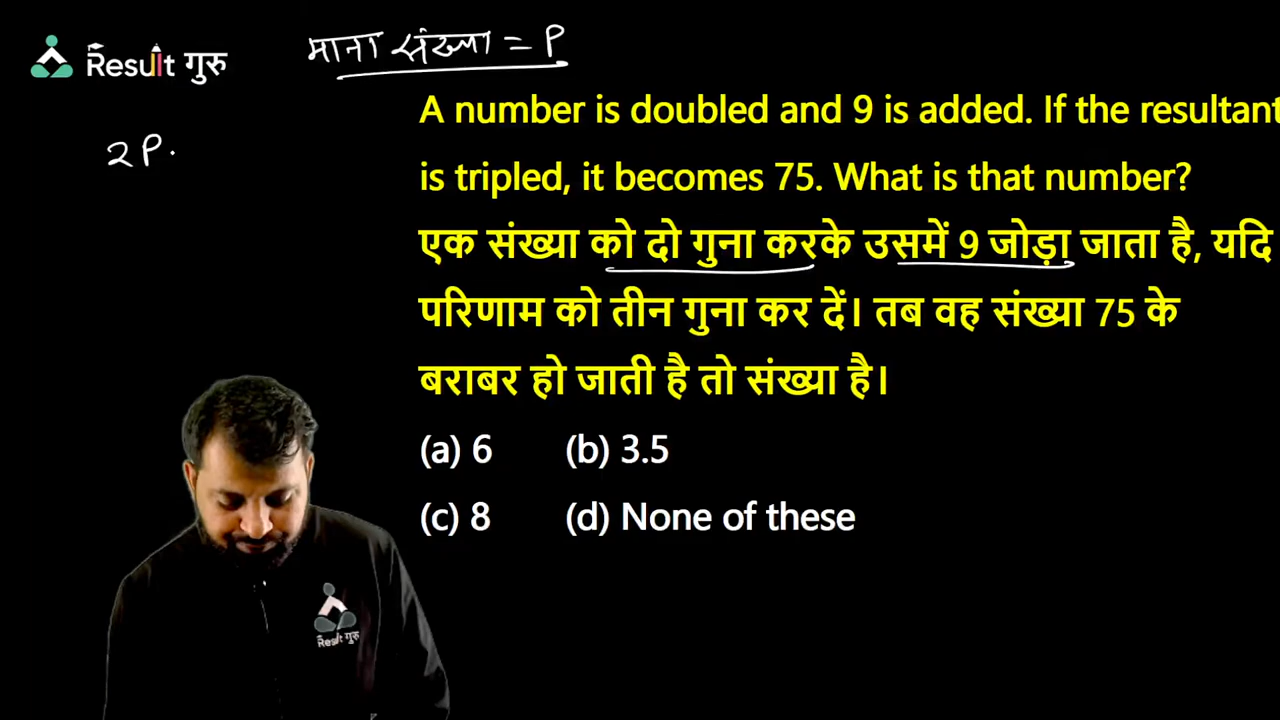 Result गुरु
माना संख्या = P
A number is doubled and 9 is added. If the resultant
2P.
is tripled, it becomes 75. What is that number?
एक संख्या को दो गुना करके उसमें 9 जोड़ा जाता है, यदि
परिणाम को तीन गुना कर दें। तब वह संख्या 75 के
बराबर हो जाती है तो संख्या है।
(a) 6 (b) 3.5
(c) 8 (d) None of these
Result गुरु